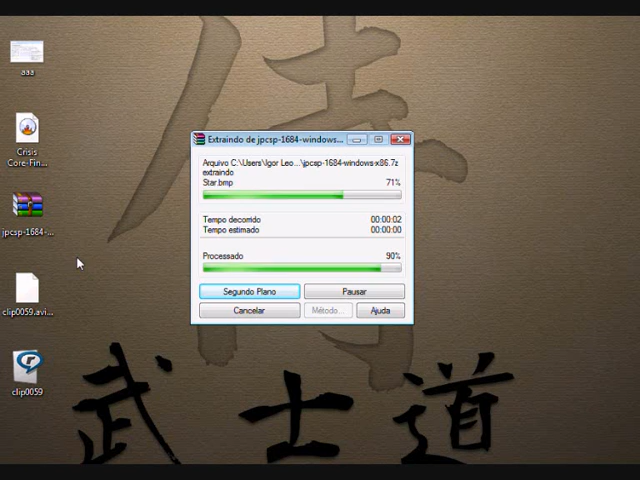 aaa
Crisis
Core-Fin...
jpcsp-1684-...
clip0059.avi...
clip0059
Extraindo de jpcsp-1684-windows...
Arquivo C:\Users\Igor Leo...\jpcsp-1684-windows-x86.7z
extraindo
Star.bmp 71%
Tempo decorrido 00:00:02
Tempo estimado 00:00:00
Processado 90%
Segundo Plano Pausar
Cancelar Método... Ajuda
侍
武士道